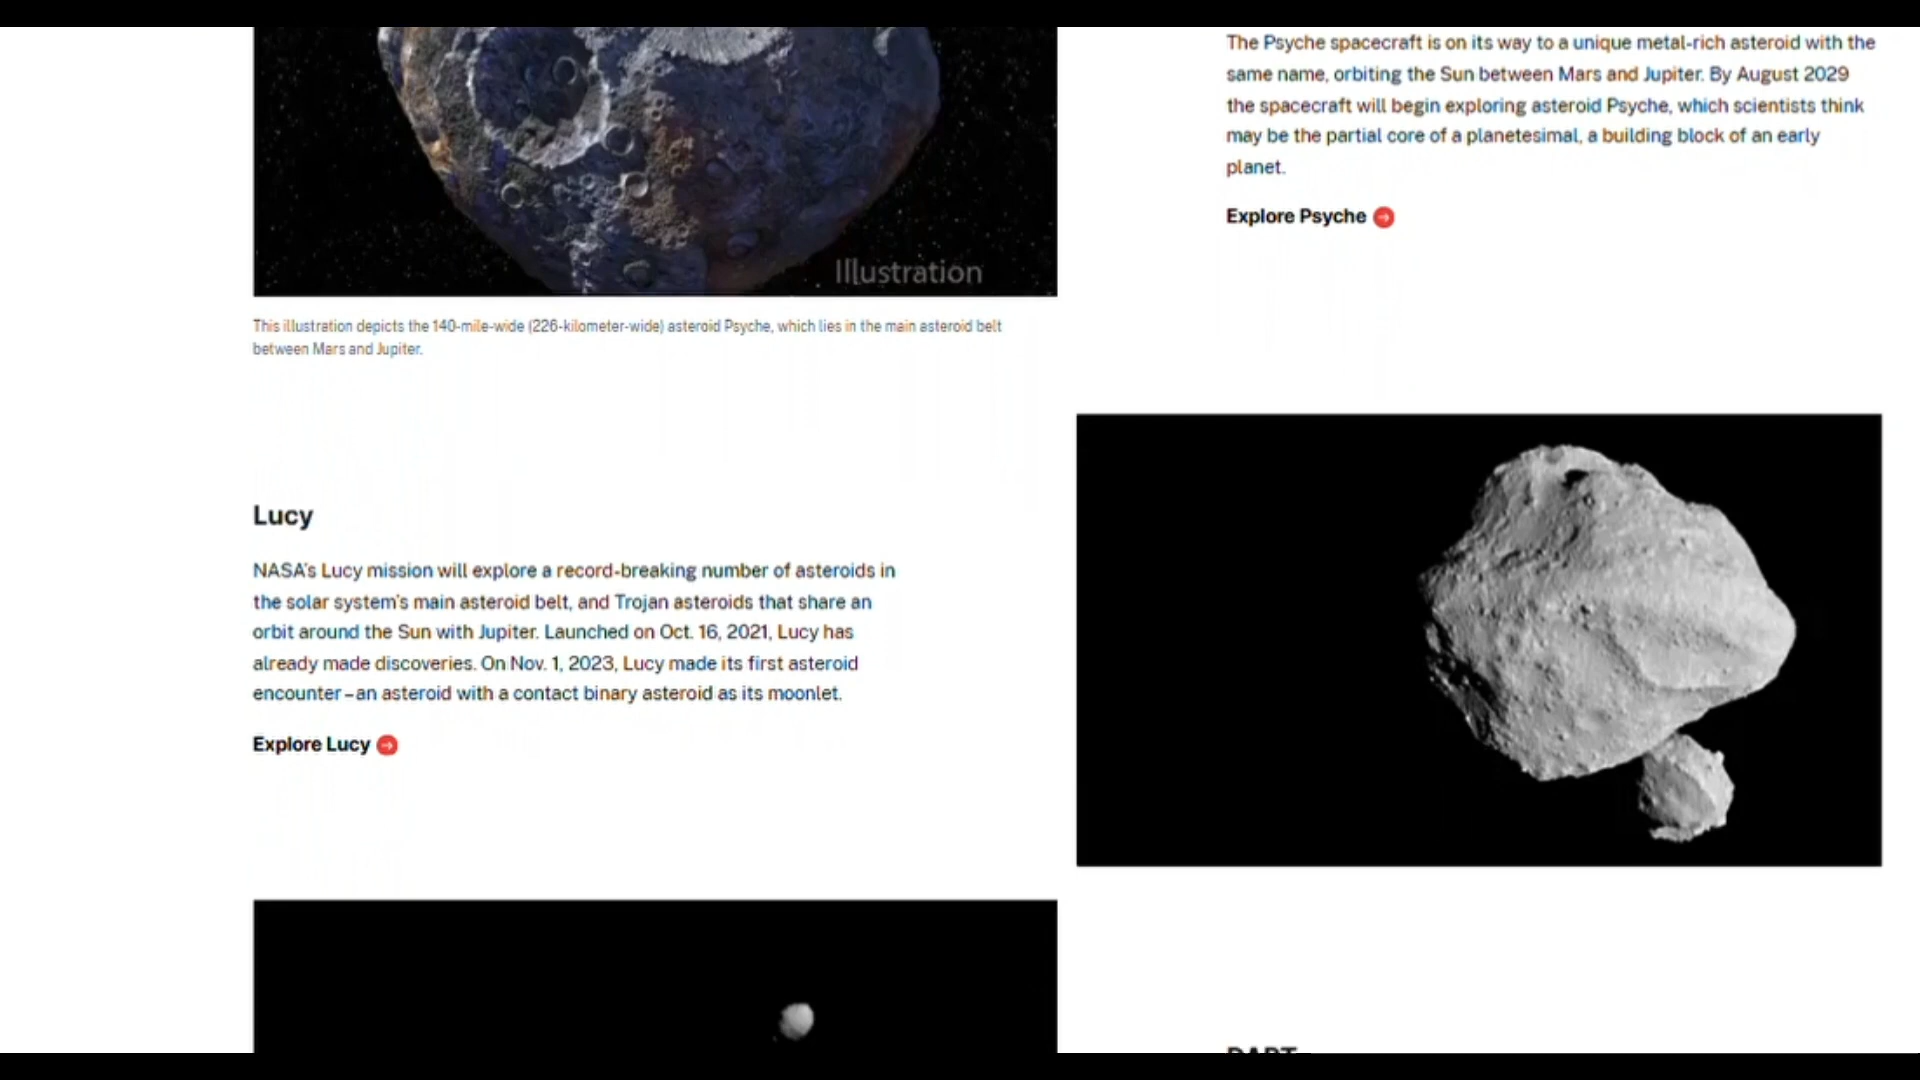 The Psyche spacecraft is on its way to a unique metal-rich asteroid with the
same name, orbiting the Sun between Mars and Jupiter. By August 2029
the spacecraft will begin exploring asteroid Psyche, which scientists think
may be the partial core of a planetesimal, a building block of an early
planet.
Explore Psyche
Illustration
This illustration depicts the 140-mile-wide (226-kilometer-wide) asteroid Psyche, which lies in the main asteroid belt
between Mars and Jupiter.
Lucy
NASA's Lucy mission will explore a record-breaking number of asteroids in
the solar system's main asteroid belt, and Trojan asteroids that share an
orbit around the Sun with Jupiter. Launched on Oct. 16, 2021, Lucy has
already made discoveries. On Nov. 1, 2023, Lucy made its first asteroid
encounter – an asteroid with a contact binary asteroid as its moonlet.
Explore Lucy
DART